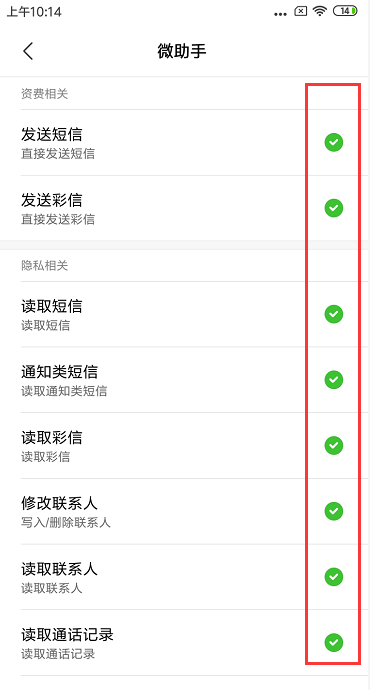 上午10:14
14
微助手
资费相关
发送短信
直接发送短信
发送彩信
直接发送彩信
隐私相关
读取短信
读取短信
通知类短信
读取通知类短信
读取彩信
读取彩信
修改联系人
写入/删除联系人
读取联系人
读取联系人
读取通话记录
读取通话记录